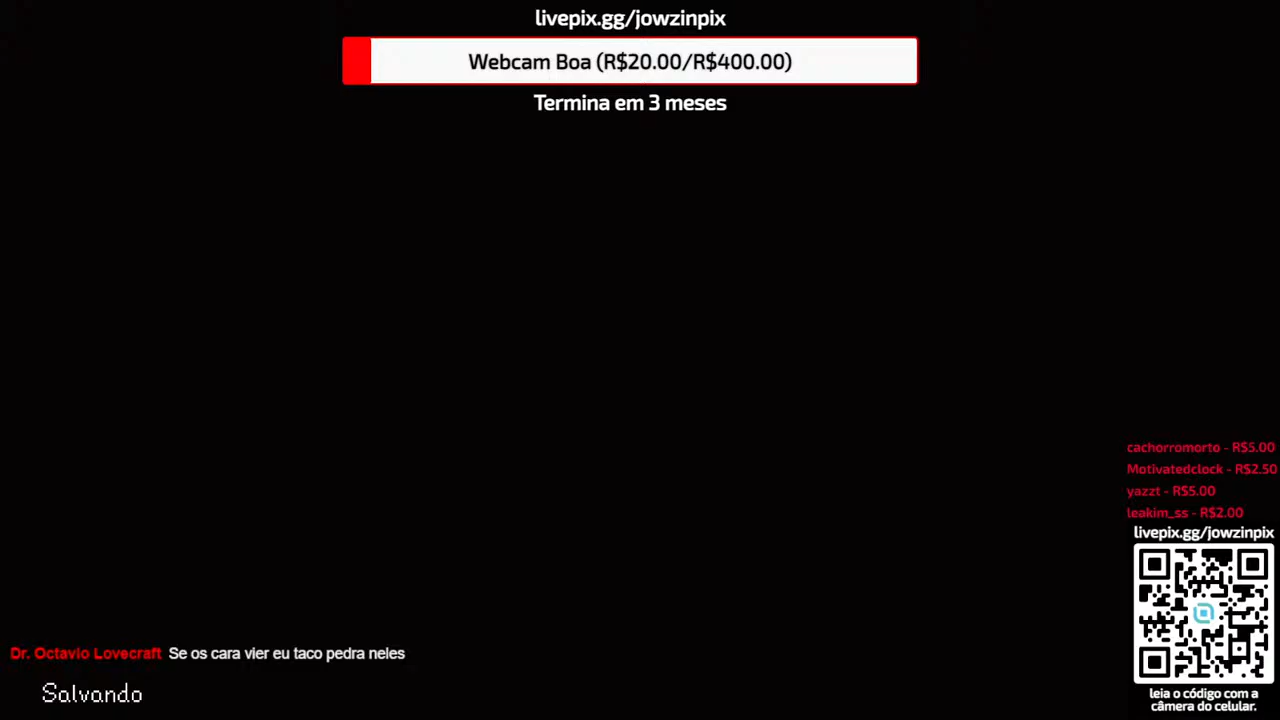 livepix.gg/jowzinpix
Webcam Boa (R$20.00/R$400.00)
Termina em 3 meses
cachorromorto - R$5.00
Motivatedclock - R$2.50
yazzt - R$5.00
leakim_ss - R$2.00
livepix.gg/jowzinpix
leia o código com a
câmera do celular.
Dr. Octavio Lovecraft Se os cara vier eu taco pedra neles
Salvando